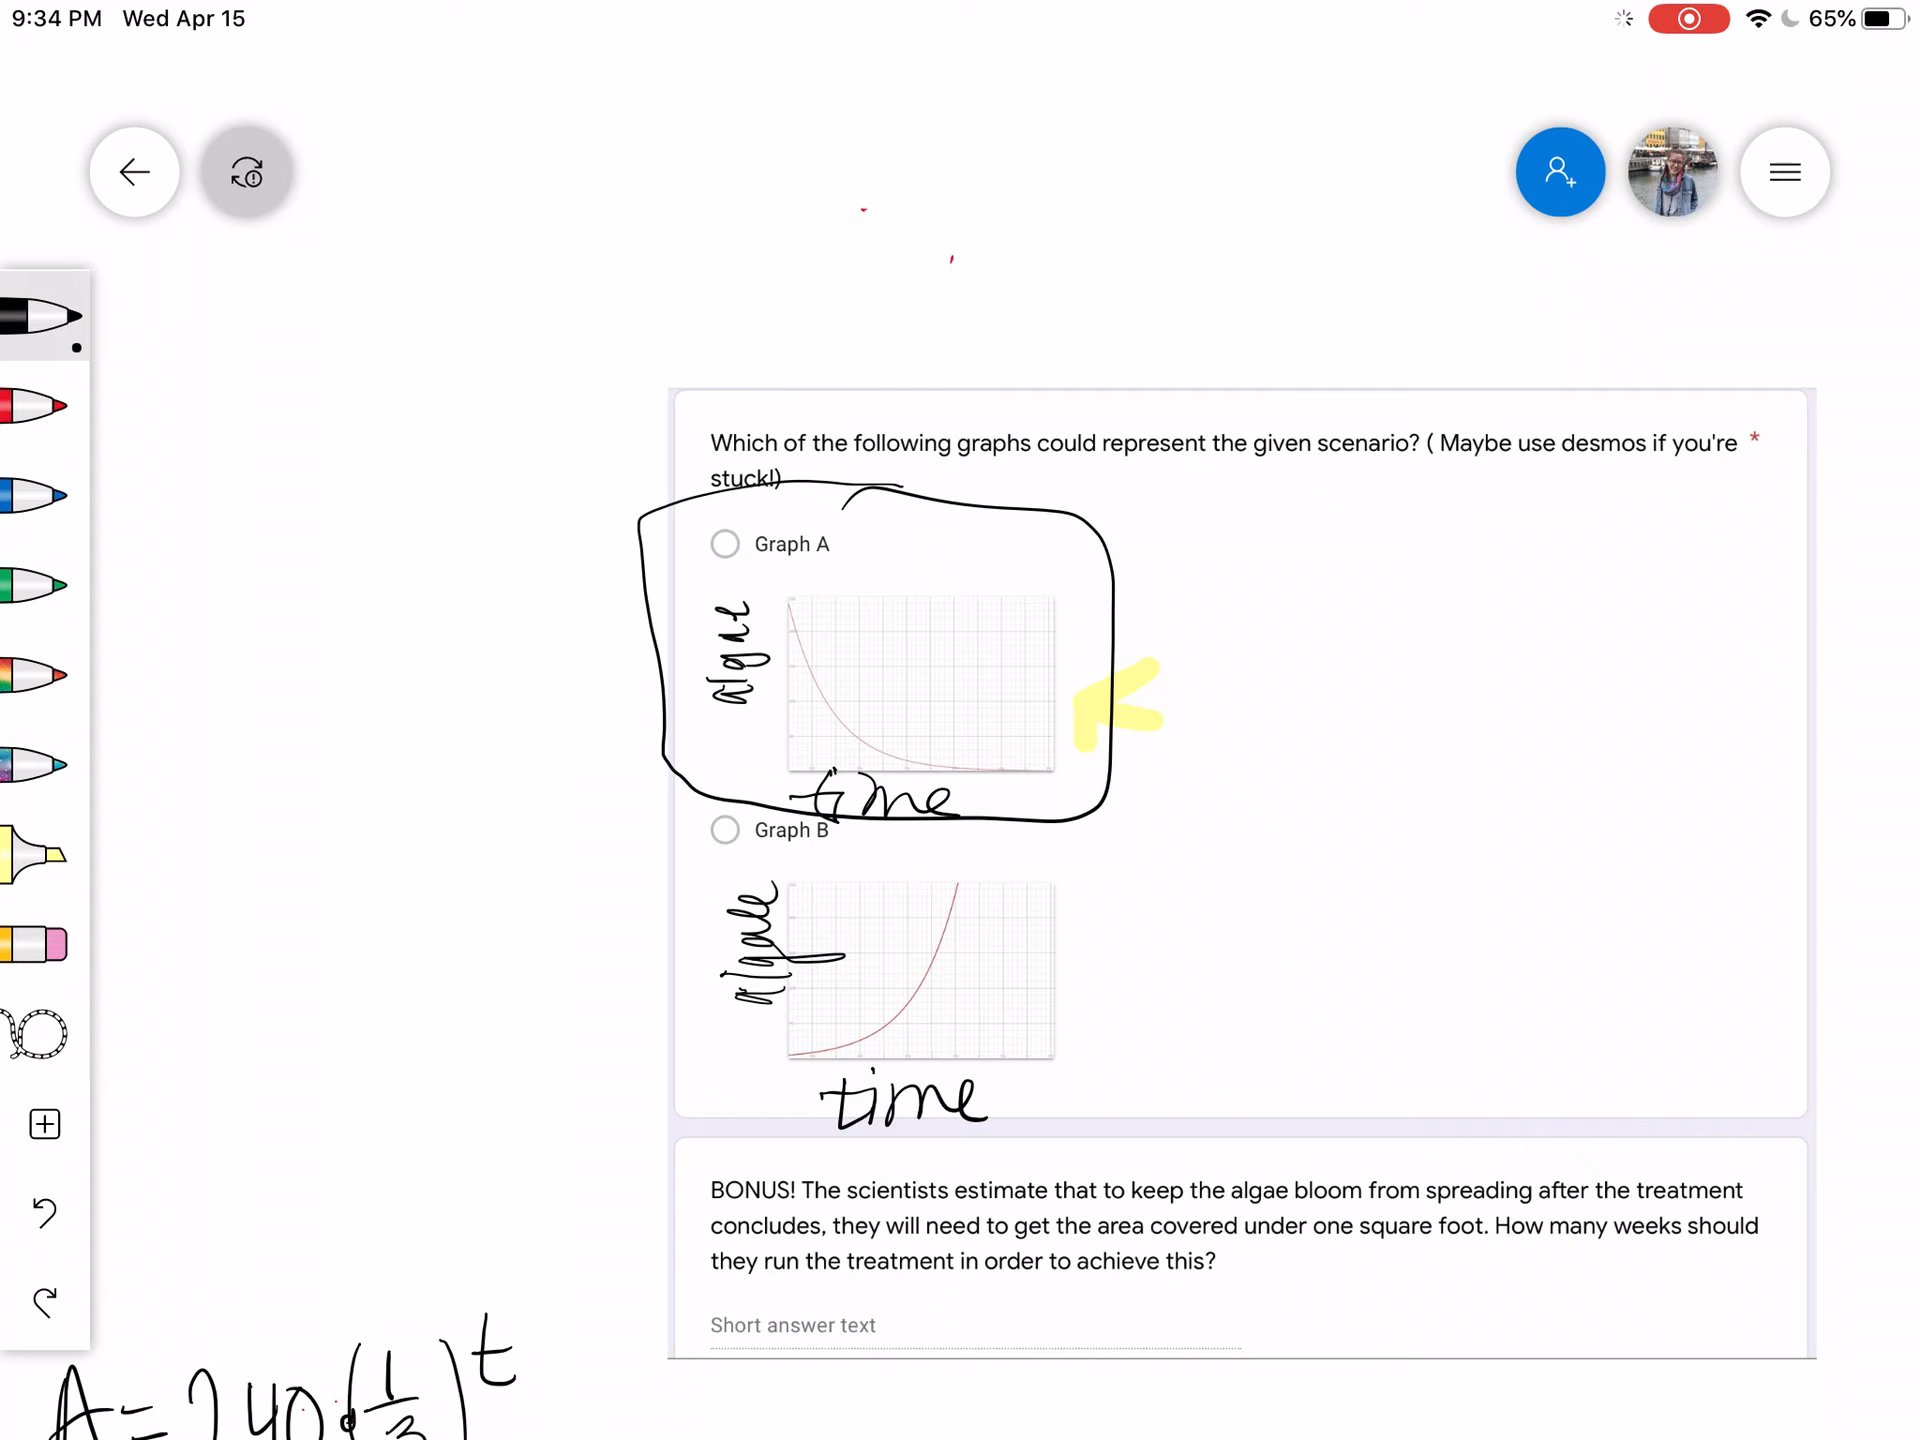 9:34 PM Wed Apr 15
65%
Which of the following graphs could represent the given scenario? ( Maybe use desmos if you're *
stuck!)
Graph A
algae
time
Graph B
algae
time
BONUS! The scientists estimate that to keep the algae bloom from spreading after the treatment
concludes, they will need to get the area covered under one square foot. How many weeks should
they run the treatment in order to achieve this?
Short answer text
A = 240 · (1/3)^t